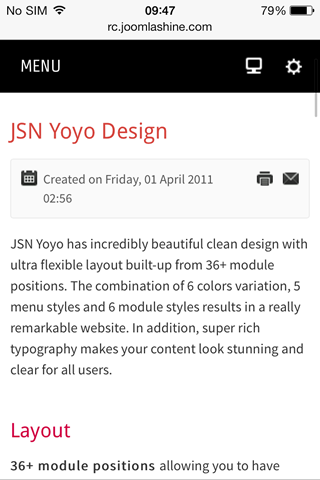 No SIM 09:47 79%
rc.joomlashine.com
MENU
JSN Yoyo Design
Created on Friday, 01 April 2011
02:56
JSN Yoyo has incredibly beautiful clean design with
ultra flexible layout built-up from 36+ module
positions. The combination of 6 colors variation, 5
menu styles and 6 module styles results in a really
remarkable website. In addition, super rich
typography makes your content look stunning and
clear for all users.
Layout
36+ module positions allowing you to have